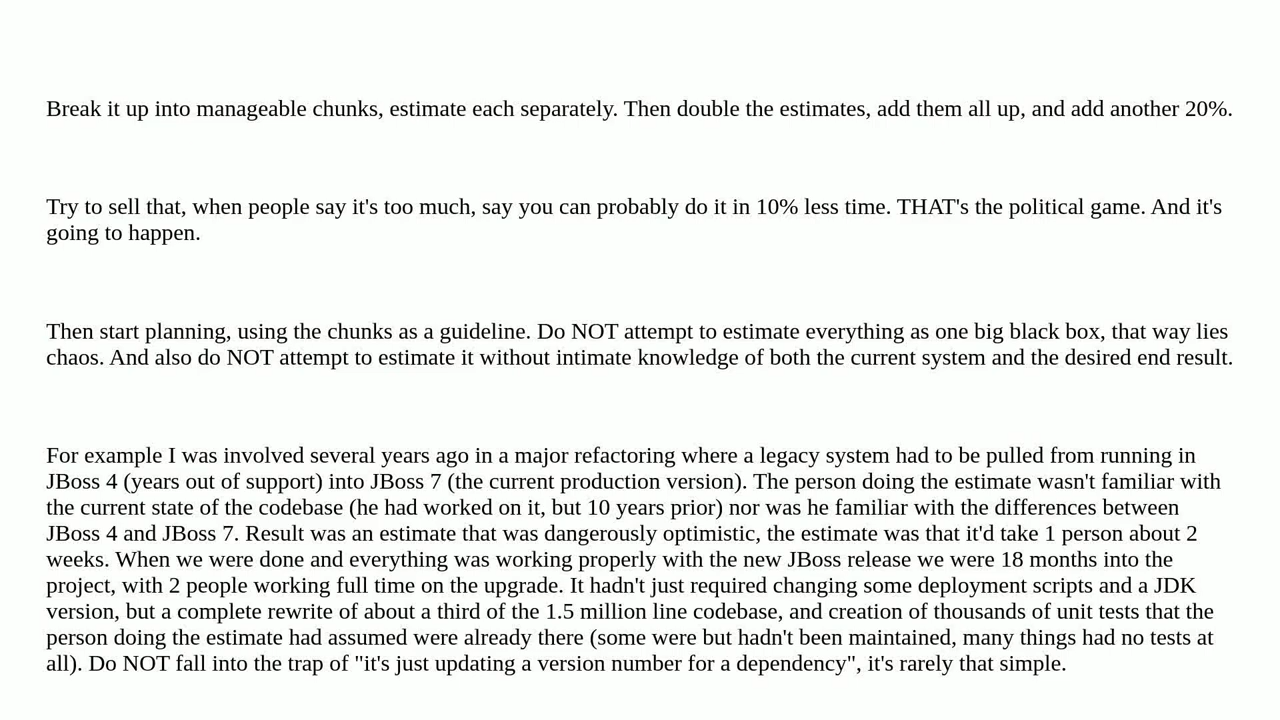 Break it up into manageable chunks, estimate each separately. Then double the estimates, add them all up, and add another 20%.
Try to sell that, when people say it's too much, say you can probably do it in 10% less time. THAT's the political game. And it's
going to happen.
Then start planning, using the chunks as a guideline. Do NOT attempt to estimate everything as one big black box, that way lies
chaos. And also do NOT attempt to estimate it without intimate knowledge of both the current system and the desired end result.
For example I was involved several years ago in a major refactoring where a legacy system had to be pulled from running in
JBoss 4 (years out of support) into JBoss 7 (the current production version). The person doing the estimate wasn't familiar with
the current state of the codebase (he had worked on it, but 10 years prior) nor was he familiar with the differences between
JBoss 4 and JBoss 7. Result was an estimate that was dangerously optimistic, the estimate was that it'd take 1 person about 2
weeks. When we were done and everything was working properly with the new JBoss release we were 18 months into the
project, with 2 people working full time on the upgrade. It hadn't just required changing some deployment scripts and a JDK
version, but a complete rewrite of about a third of the 1.5 million line codebase, and creation of thousands of unit tests that the
person doing the estimate had assumed were already there (some were but hadn't been maintained, many things had no tests at
all). Do NOT fall into the trap of "it's just updating a version number for a dependency", it's rarely that simple.